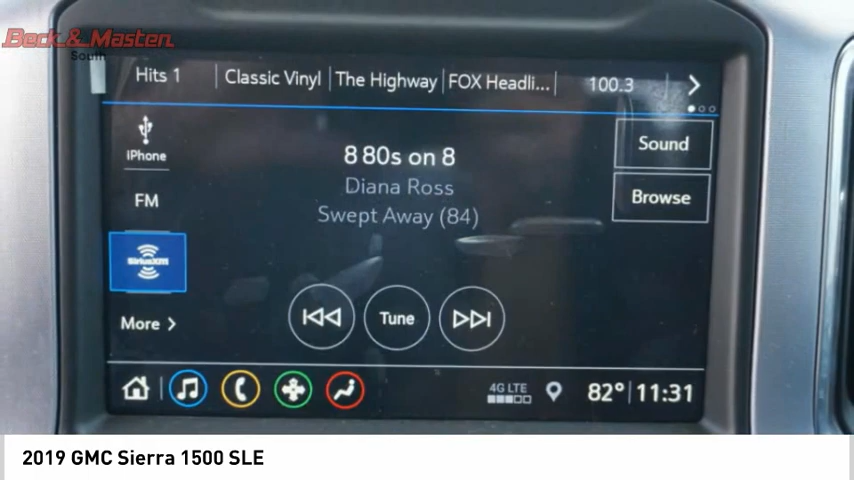 Beck & Masten
South
Hits 1 | Classic Vinyl | The Highway | FOX Headli... | 100.3
iPhone
8 80s on 8
Sound
Diana Ross
FM
Browse
Swept Away (84)
SiriusXM
More >
Tune
4G LTE
82° | 11:31
2019 GMC Sierra 1500 SLE